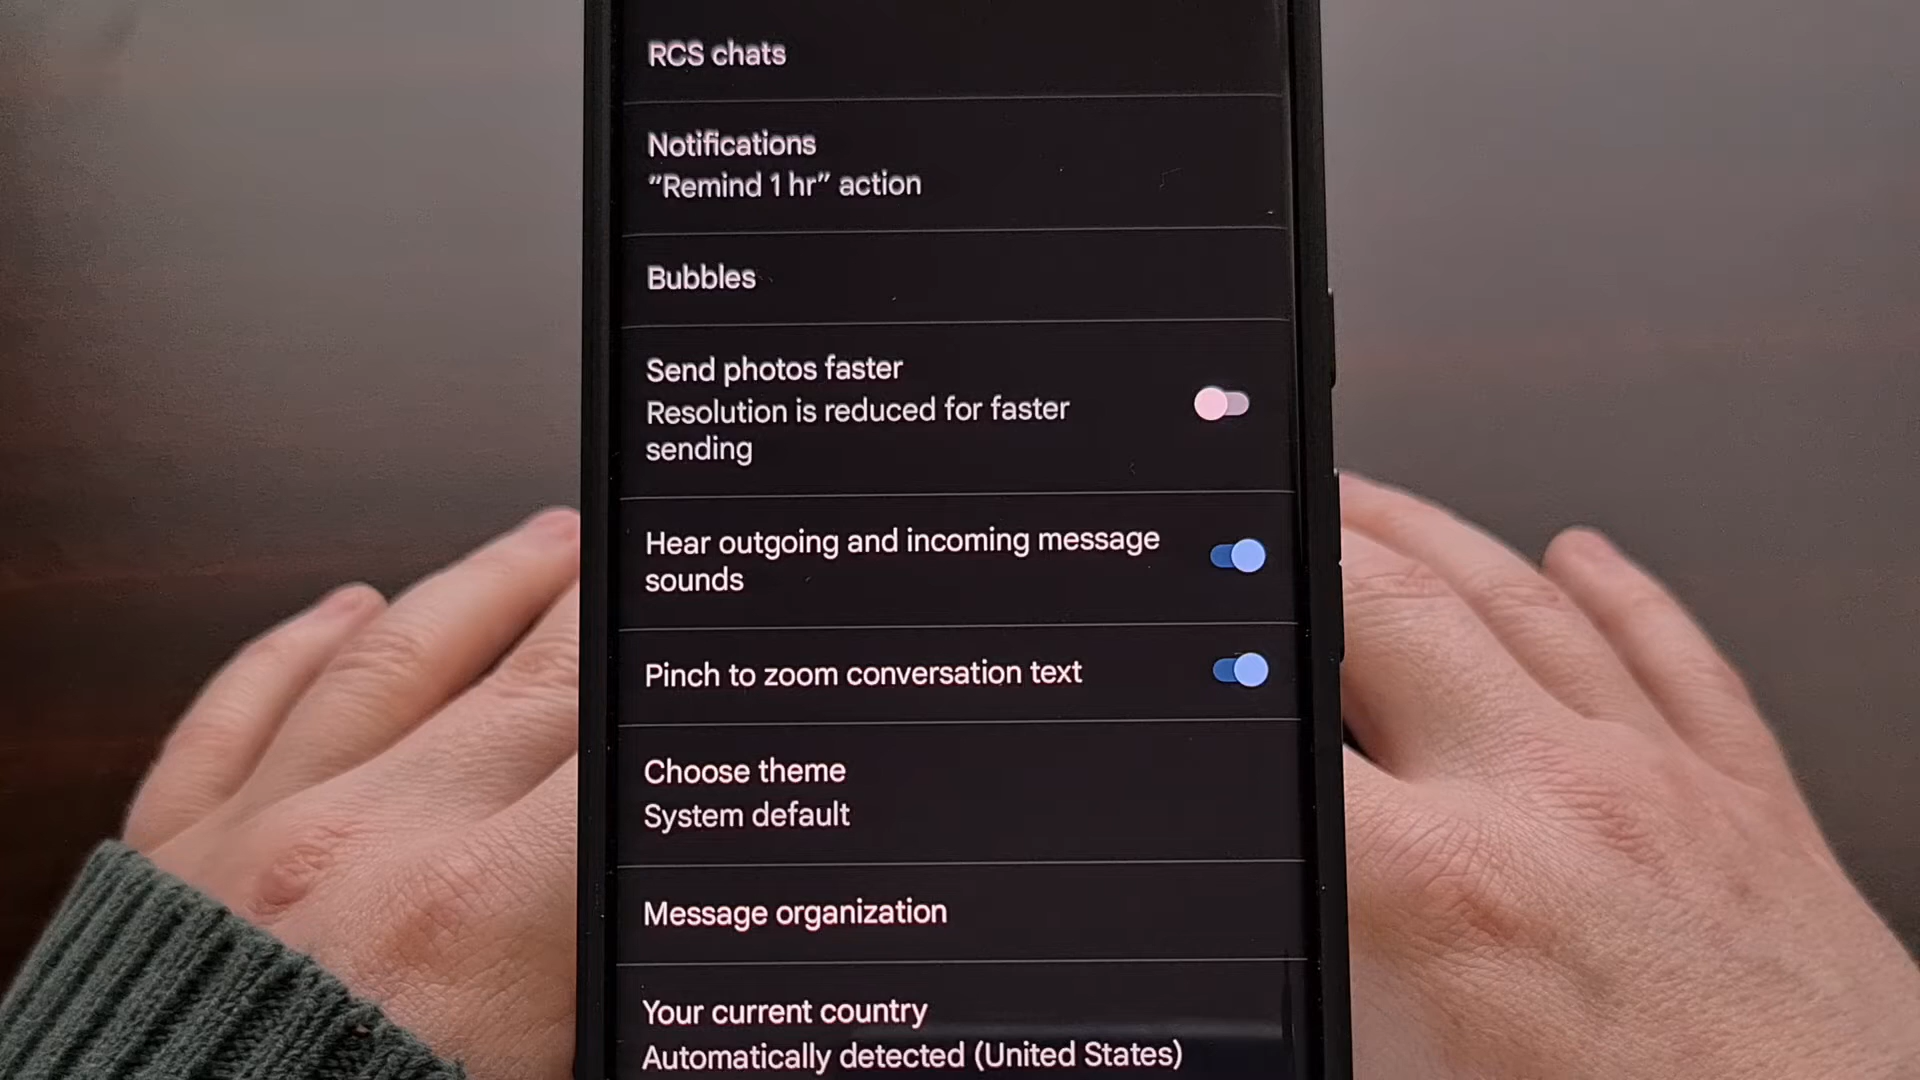 RCS chats
Notifications
“Remind 1 hr” action
Bubbles
Send photos faster
Resolution is reduced for faster
sending
Hear outgoing and incoming message
sounds
Pinch to zoom conversation text
Choose theme
System default
Message organization
Your current country
Automatically detected (United States)